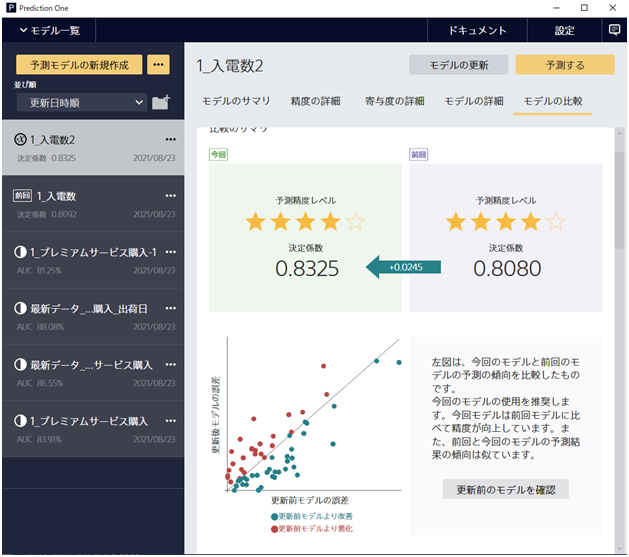 Prediction One
モデル一覧
ドキュメント
設定
予測モデルの新規作成
並び順
更新日時順
1_入電数2
決定係数 0.8325 2021/08/23
前回 1_入電数
決定係数 0.8092 2021/08/23
1_プレミアムサービス購入-1
AUC 81.25% 2021/08/23
最新データ_...購入_出荷日
AUC 88.08% 2021/08/23
最新データ_...サービス購入
AUC 86.55% 2021/08/23
1_プレミアムサービス購入
AUC 83.91% 2021/08/23
1_入電数2
モデルの更新
予測する
モデルのサマリ
精度の詳細
寄与度の詳細
モデルの詳細
モデルの比較
比較のサマリ
今回
予測精度レベル
決定係数
0.8325
+0.0245
前回
予測精度レベル
決定係数
0.8080
更新後モデルの誤差
更新前モデルの誤差
更新前モデルより改善
更新前モデルより悪化
左図は、今回のモデルと前回のモ
デルの予測の傾向を比較したもの
です。
今回のモデルの使用を推奨しま
す。今回モデルは前回モデルに比
べて精度が向上しています。ま
た、前回と今回のモデルの予測結
果の傾向は似ています。
更新前のモデルを確認